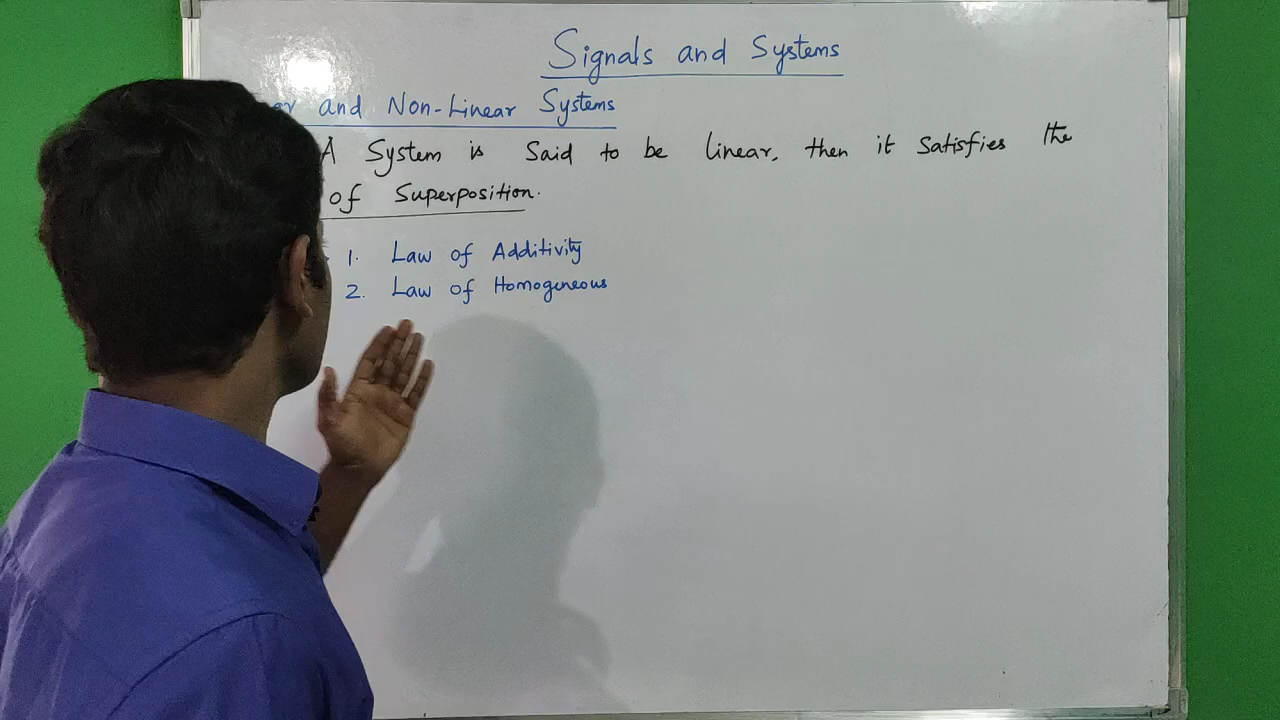 Signals and Systems
and Non-Linear Systems
A System is Said to be linear, then it Satisfies the
of Superposition.
1. Law of Additivity
2. Law of Homogeneous